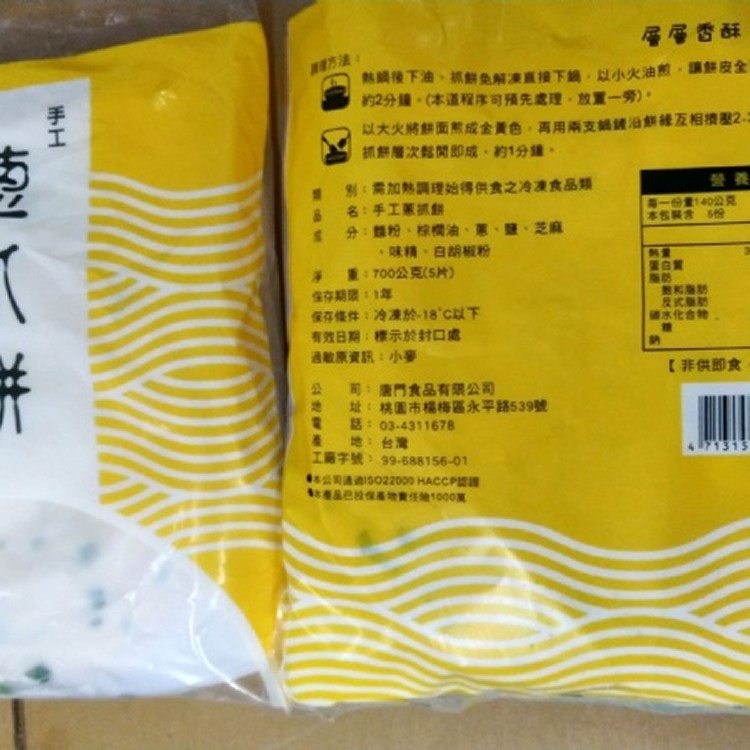 手工
蔥
抓
餅
層層香酥
調理方法：
熱鍋後下油、抓餅免解凍直接下鍋，以小火油煎，讓餅皮全
約2分鐘。(本道程序可預先處理，放置一旁)。
以大火將餅面煎成金黃色，再用兩支鍋鏟沿餅緣互相擠壓2-
抓餅層次鬆開即成，約1分鐘。
類　別：需加熱調理始得供食之冷凍食品類
品　名：手工蔥抓餅
成　分：麵粉、棕櫚油、蔥、鹽、芝麻
、味精、白胡椒粉
淨　重：700公克(5片)
保存期限：1年
保存條件：冷凍於-18°C以下
有效日期：標示於封口處
過敏原資訊：小麥
公　司：唐門食品有限公司
地　址：桃園市楊梅區永平路539號
電　話：03-4311678
產　地：台灣
工廠字號：99-688156-01
●本公司通過ISO22000 HACCP認證
●本產品已投保產物責任險1000萬
營養
每一份量140公克
本包裝含 5份
熱量
蛋白質
脂肪
飽和脂肪
反式脂肪
碳水化合物
糖
鈉
【非供即食
4 71315